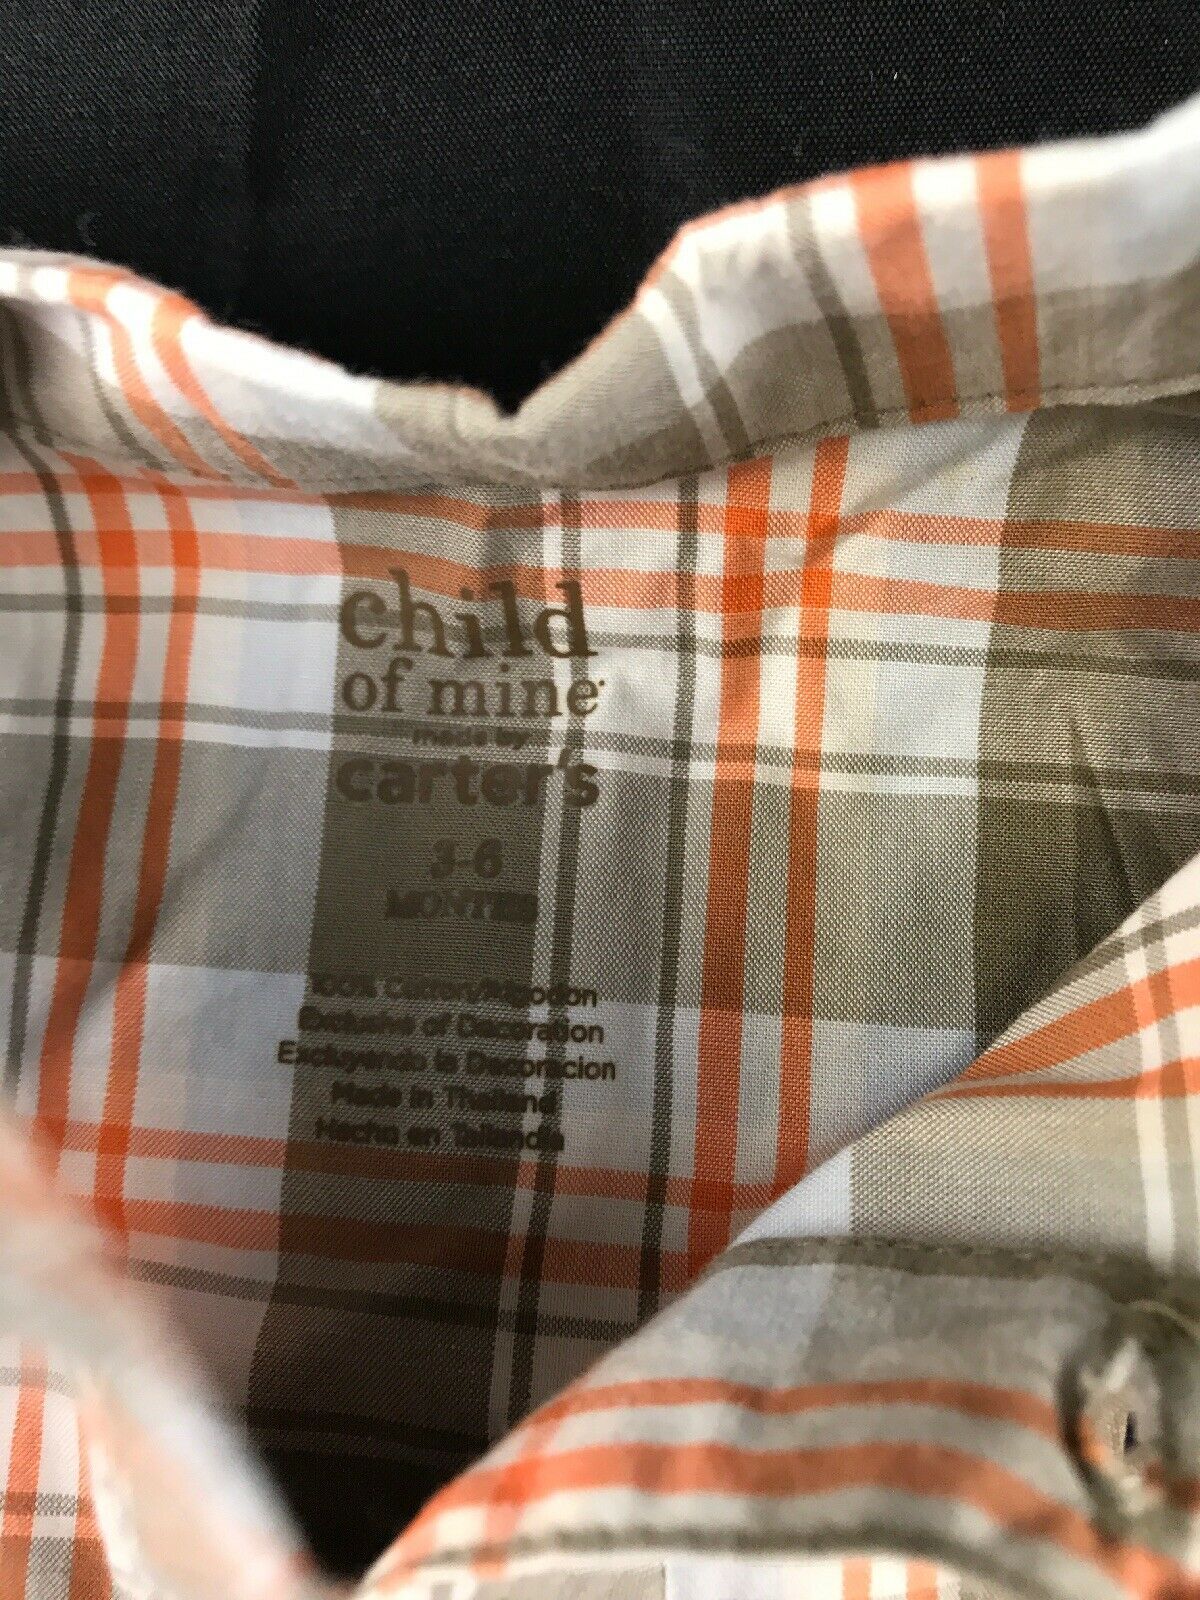 child
of mine
made by
carter's
3-6
MONTHS
100% Cotton/Algodon
Exclusive of Decoration
Excluyendo la Decoracion
Made in Thailand
Hecho en Tailandia